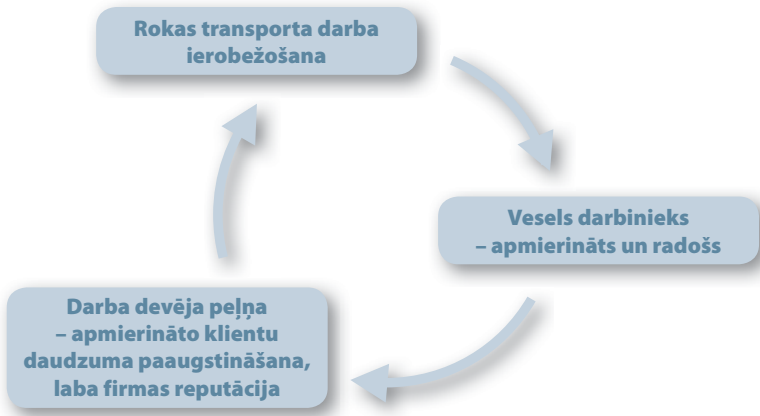 Rokas transporta darba
ierobežošana
Vesels darbinieks
– apmierināts un radošs
Darba devēja peļņa
– apmierināto klientu
daudzuma paaugstināšana,
laba firmas reputācija